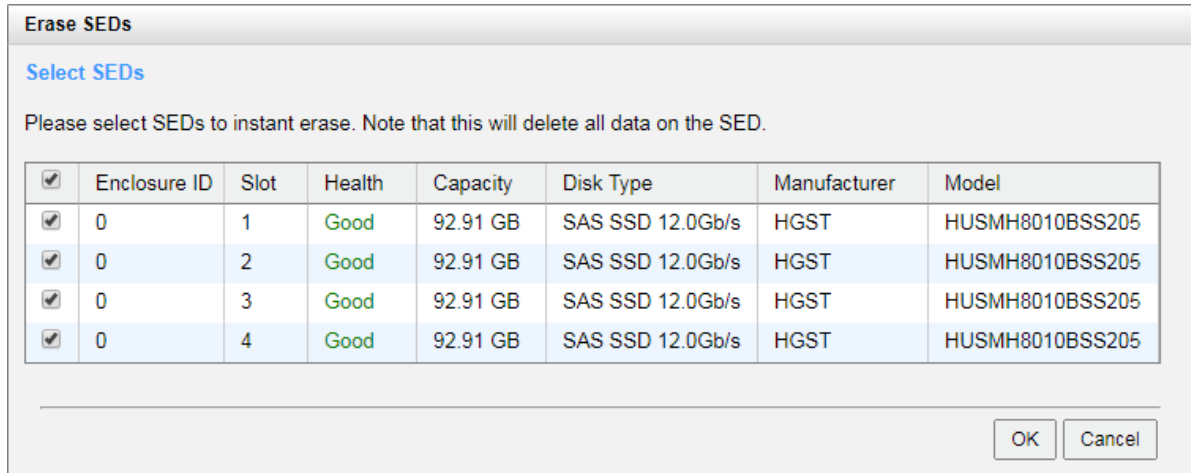 Erase SEDs
Select SEDs
Please select SEDs to instant erase. Note that this will delete all data on the SED.
Enclosure ID Slot Health Capacity Disk Type Manufacturer Model
0 1 Good 92.91 GB SAS SSD 12.0Gb/s HGST HUSMH8010BSS205
0 2 Good 92.91 GB SAS SSD 12.0Gb/s HGST HUSMH8010BSS205
0 3 Good 92.91 GB SAS SSD 12.0Gb/s HGST HUSMH8010BSS205
0 4 Good 92.91 GB SAS SSD 12.0Gb/s HGST HUSMH8010BSS205
OK Cancel